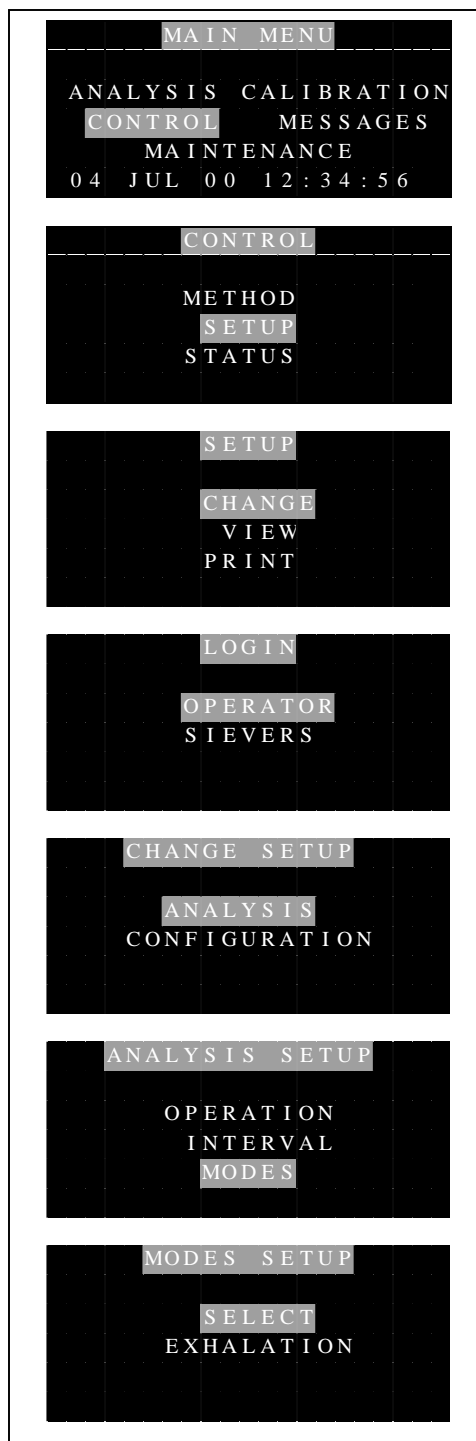 MAIN MENU
ANALYSIS CALIBRATION
CONTROL MESSAGES
MAINTENANCE
04 JUL 00 12:34:56
CONTROL
METHOD
SETUP
STATUS
SETUP
CHANGE
VIEW
PRINT
LOGIN
OPERATOR
SIEVERS
CHANGE SETUP
ANALYSIS
CONFIGURATION
ANALYSIS SETUP
OPERATION
INTERVAL
MODES
MODES SETUP
SELECT
EXHALATION